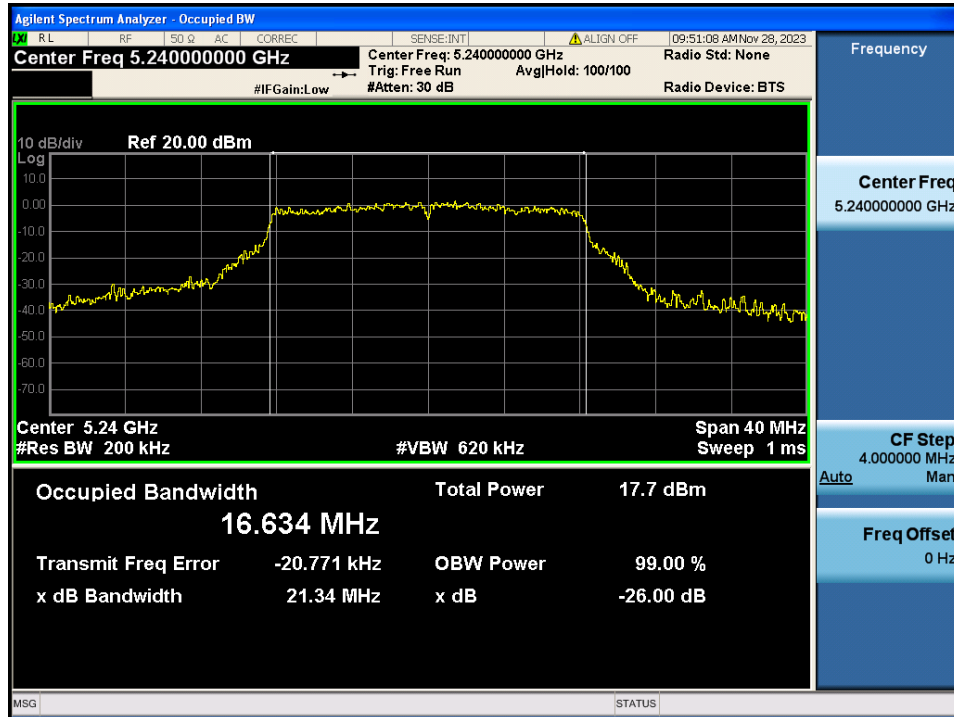 Agilent Spectrum Analyzer - Occupied BW
LXI RL RF 50 Ω AC CORREC SENSE:INT ALIGN OFF 09:51:08 AM Nov 28, 2023
Center Freq 5.240000000 GHz
Center Freq: 5.240000000 GHz
Radio Std: None
Trig: Free Run Avg|Hold: 100/100
#IFGain:Low
#Atten: 30 dB
Radio Device: BTS
10 dB/div Ref 20.00 dBm
Log
10.0
0.00
-10.0
-20.0
-30.0
-40.0
-50.0
-60.0
-70.0
Center 5.24 GHz Span 40 MHz
#Res BW 200 kHz #VBW 620 kHz Sweep 1 ms
Occupied Bandwidth Total Power 17.7 dBm
16.634 MHz
Transmit Freq Error -20.771 kHz OBW Power 99.00 %
x dB Bandwidth 21.34 MHz x dB -26.00 dB
Frequency
Center Freq
5.240000000 GHz
CF Step
4.000000 MHz
Auto Man
Freq Offset
0 Hz
MSG STATUS